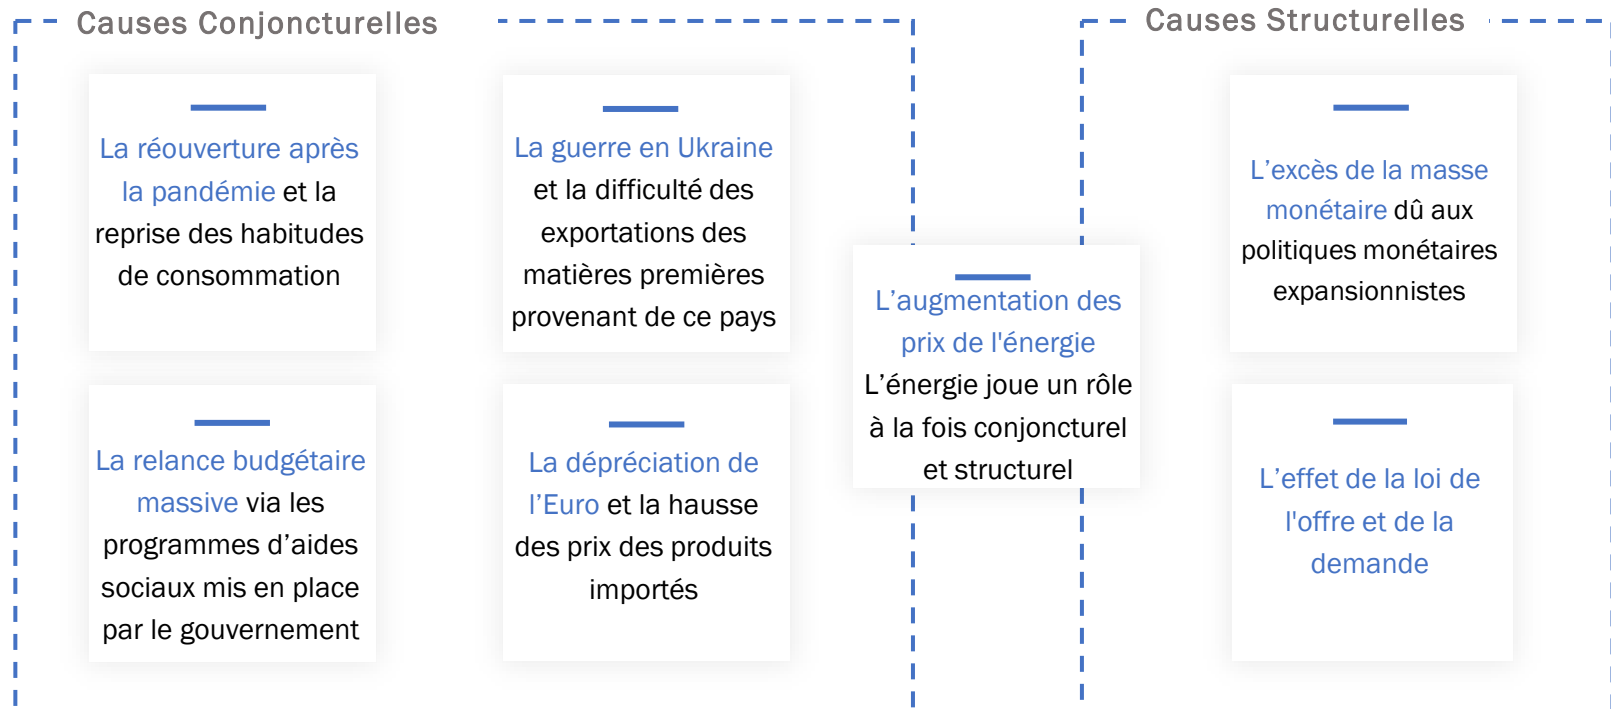 Causes Conjoncturelles
La réouverture après
la pandémie et la
reprise des habitudes
de consommation
La guerre en Ukraine
et la difficulté des
exportations des
matières premières
provenant de ce pays
La relance budgétaire
massive via les
programmes d’aides
sociaux mis en place
par le gouvernement
La dépréciation de
l’Euro et la hausse
des prix des produits
importés
L’augmentation des
prix de l'énergie
L’énergie joue un rôle
à la fois conjoncturel
et structurel
Causes Structurelles
L’excès de la masse
monétaire dû aux
politiques monétaires
expansionnistes
L’effet de la loi de
l'offre et de la
demande